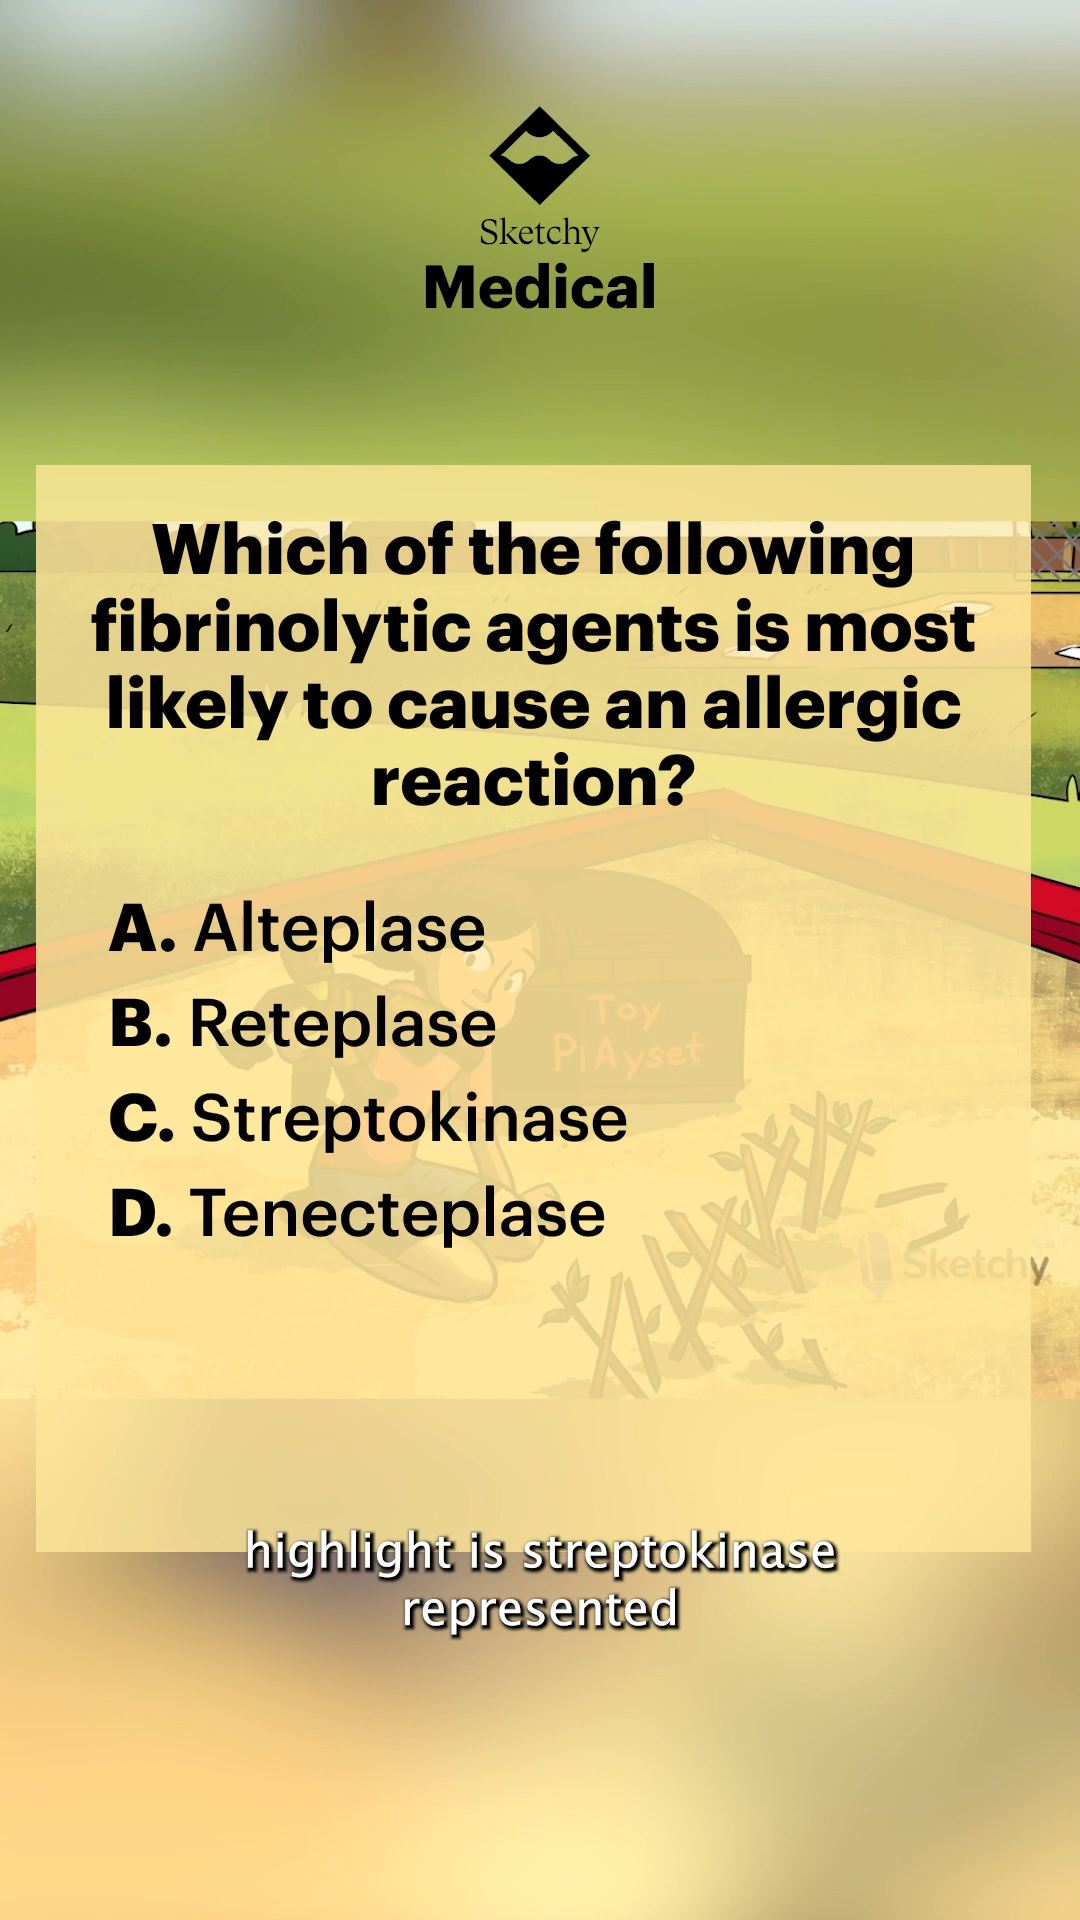 Sketchy
Medical
Which of the following
fibrinolytic agents is most
likely to cause an allergic
reaction?
A. Alteplase
B. Reteplase
C. Streptokinase
D. Tenecteplase
Toy
PlAyset
Sketchy
highlight is streptokinase
represented